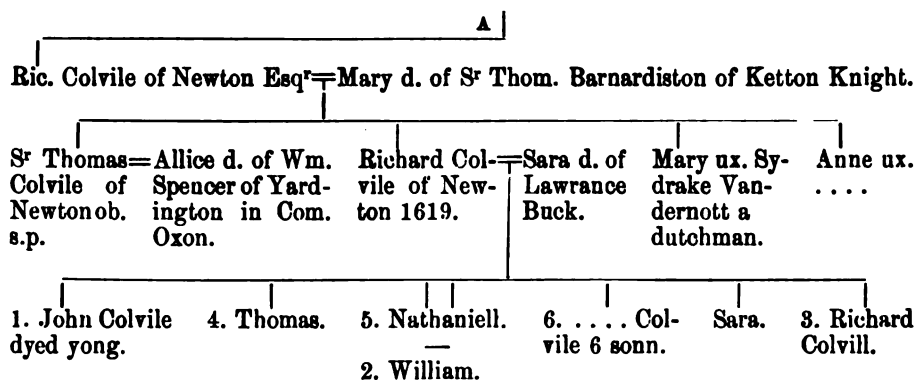 A
Ric. Colvile of Newton Esqʳ=Mary d. of Sʳ Thom. Barnardiston of Ketton Knight.
Sʳ Thomas=
Colvile of
Newton ob.
s.p.
Allice d. of Wm.
Spencer of Yard-
ington in Com.
Oxon.
Richard Col-
vile of New-
ton 1619.
=Sara d. of
Lawrance
Buck.
Mary ux. Sy-
drake Van-
dernott a
dutchman.
Anne ux.
. . . .
1. John Colvile
dyed yong.
4. Thomas.
5. Nathaniell.
—
2. William.
6. . . . . Col-
vile 6 sonn.
Sara.
3. Richard
Colvill.